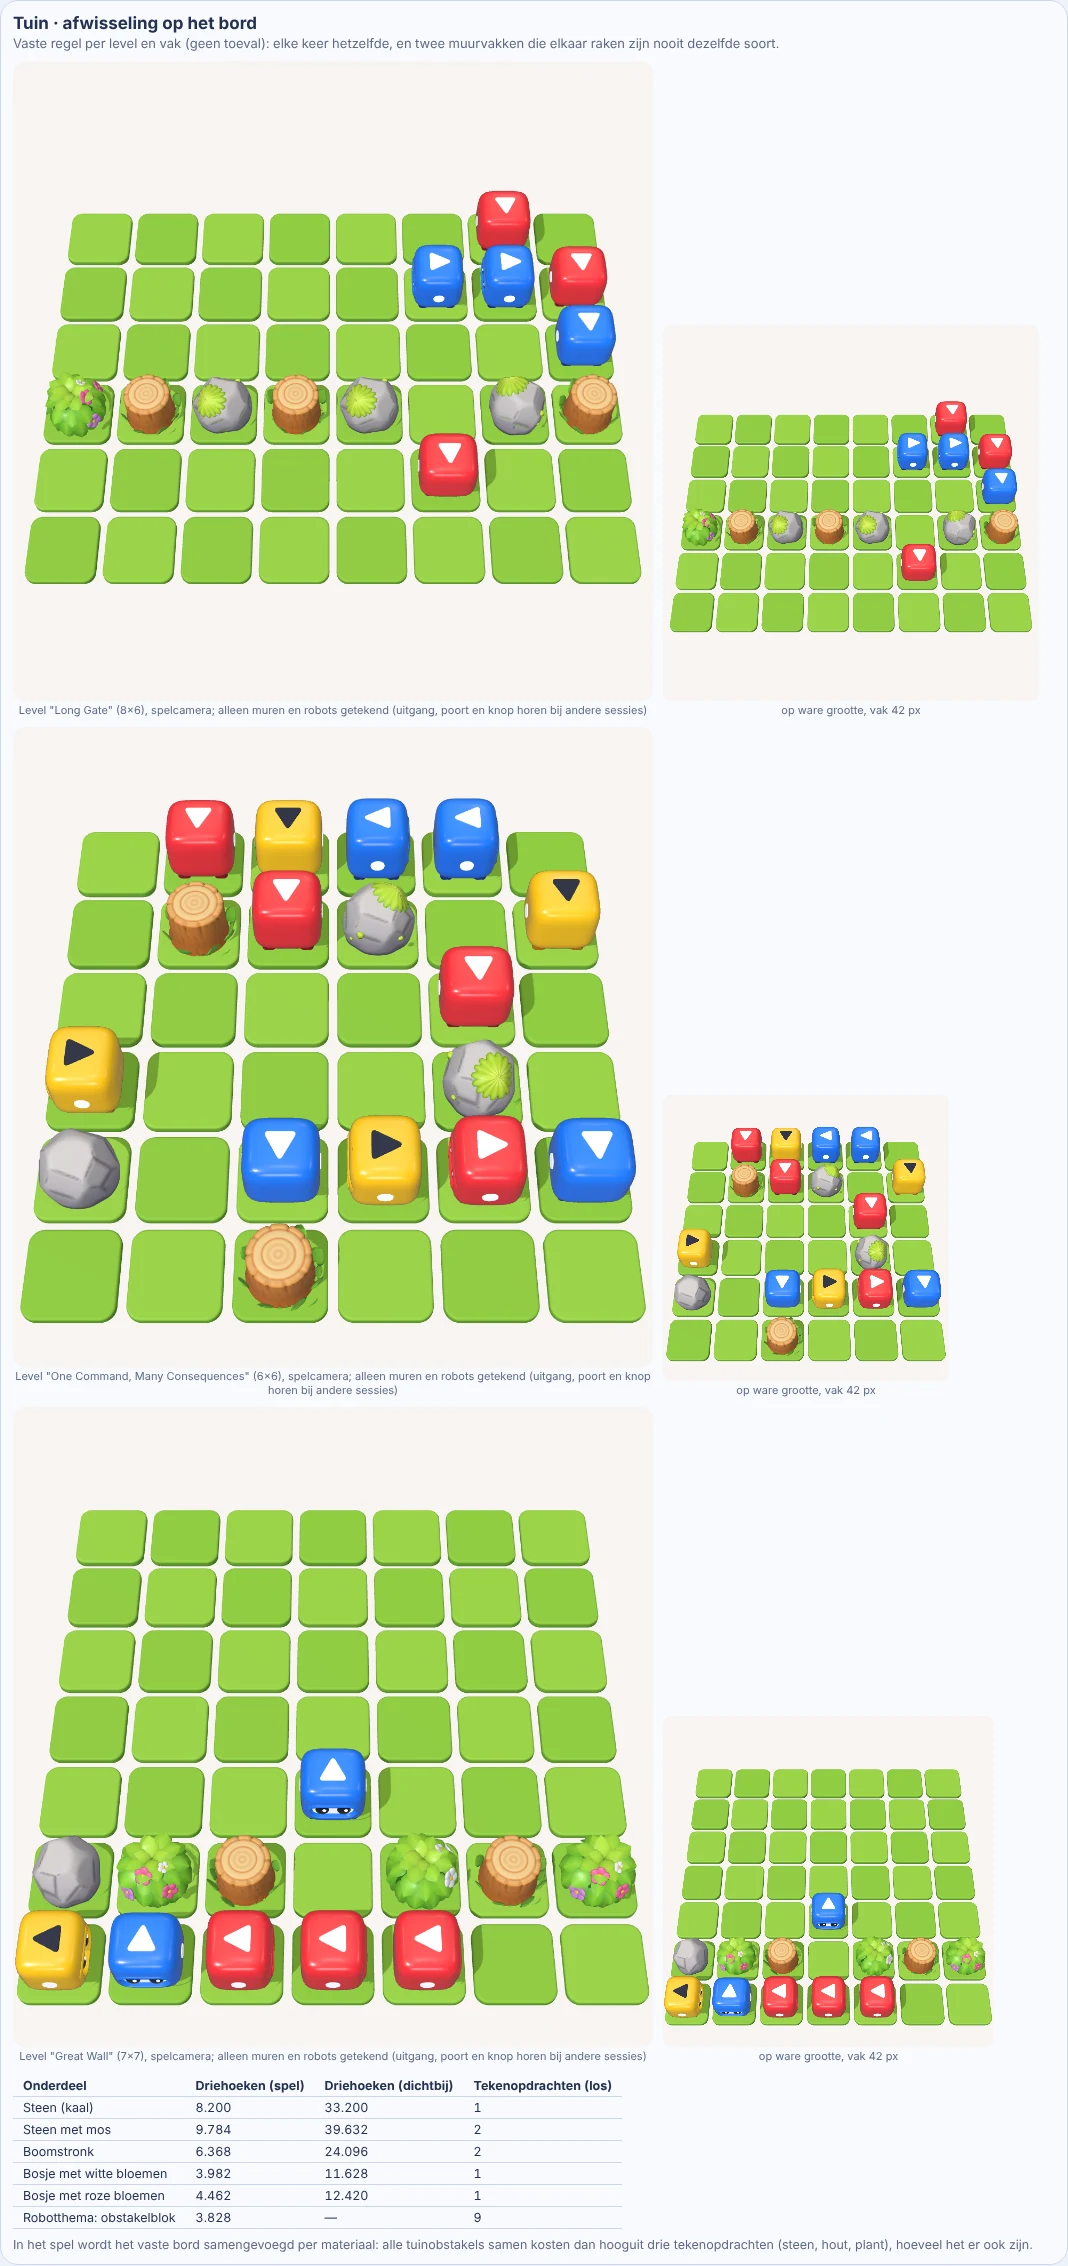 Tuin · afwisseling op het bord
Vaste regel per level en vak (geen toeval): elke keer hetzelfde, en twee muurvakken die elkaar raken zijn nooit dezelfde soort.
Level "Long Gate" (8×6), spelcamera; alleen muren en robots getekend (uitgang, poort en knop horen bij andere sessies)
op ware grootte, vak 42 px
Level "One Command, Many Consequences" (6×6), spelcamera; alleen muren en robots getekend (uitgang, poort en knop
horen bij andere sessies)
op ware grootte, vak 42 px
Level "Great Wall" (7×7), spelcamera; alleen muren en robots getekend (uitgang, poort en knop horen bij andere sessies)
op ware grootte, vak 42 px
Onderdeel Driehoeken (spel) Driehoeken (dichtbij) Tekenopdrachten (los)
Steen (kaal) 8.200 33.200 1
Steen met mos 9.784 39.632 2
Boomstronk 6.368 24.096 2
Bosje met witte bloemen 3.982 11.628 1
Bosje met roze bloemen 4.462 12.420 1
Robotthema: obstakelblok 3.828 — 9
In het spel wordt het vaste bord samengevoegd per materiaal: alle tuinobstakels samen kosten dan hooguit drie tekenopdrachten (steen, hout, plant), hoeveel het er ook zijn.